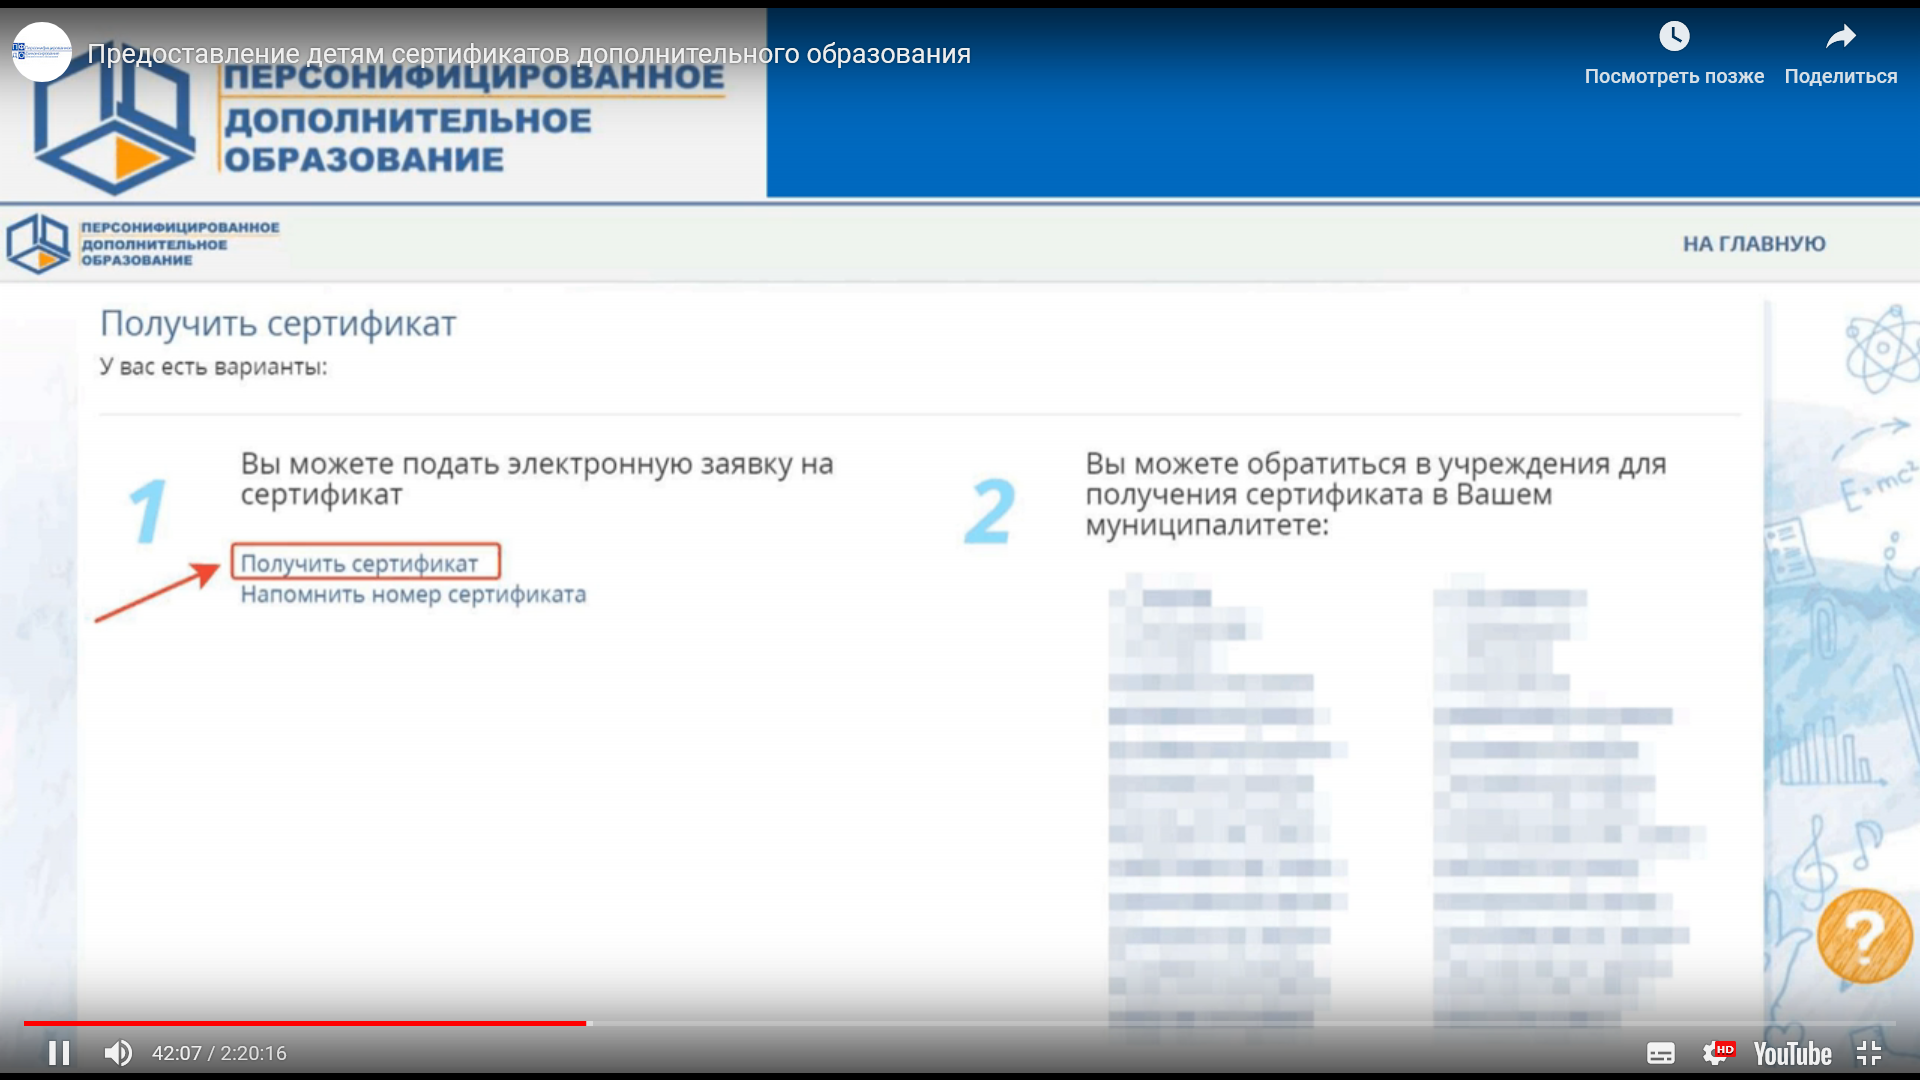 Предоставление детям сертификатов дополнительного образования
Посмотреть позже
Поделиться
ПЕРСОНИФИЦИРОВАННОЕ
ДОПОЛНИТЕЛЬНОЕ
ОБРАЗОВАНИЕ
ПЕРСОНИФИЦИРОВАННОЕ
ДОПОЛНИТЕЛЬНОЕ
ОБРАЗОВАНИЕ
НА ГЛАВНУЮ
Получить сертификат
У вас есть варианты:
1
Вы можете подать электронную заявку на
сертификат
Получить сертификат
Напомнить номер сертификата
2
Вы можете обратиться в учреждения для
получения сертификата в Вашем
муниципалитете:
E=mc²
?
42:07 / 2:20:16
HD
YouTube